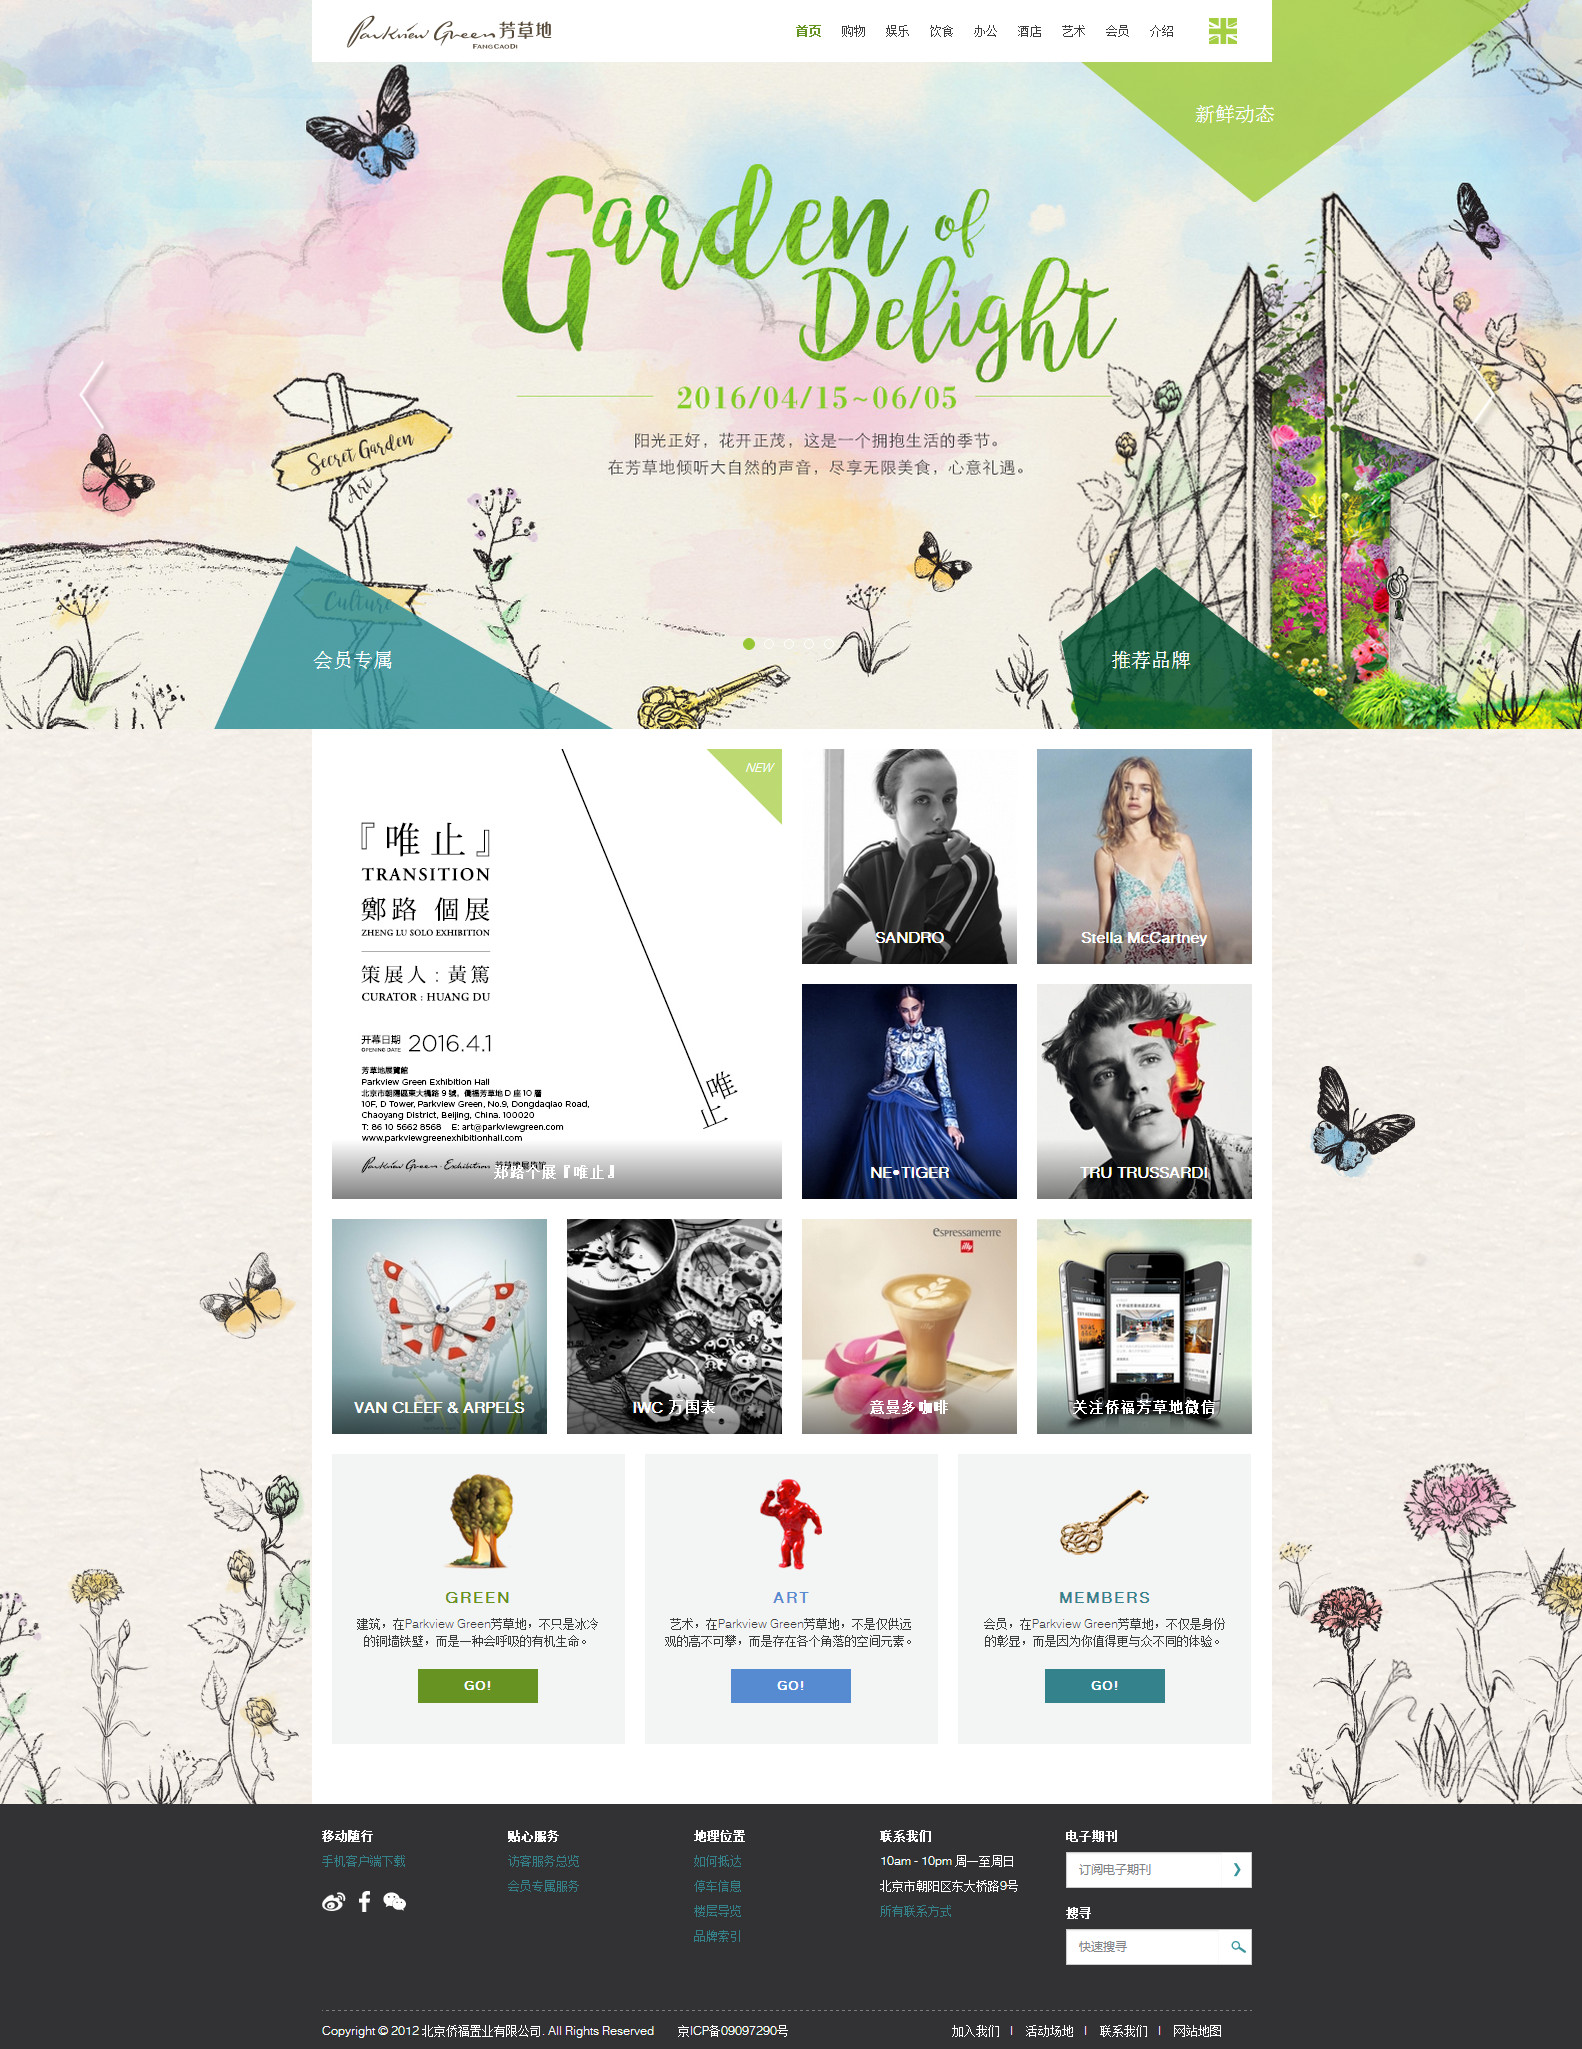 Parkview Green 芳草地
FANGCAODI
首页 购物 娱乐 饮食 办公 酒店 艺术 会员 介绍
新鲜动态
Garden of
Delight
2016/04/15~06/05
阳光正好，花开正茂，这是一个拥抱生活的季节。
在芳草地倾听大自然的声音，尽享无限美食，心意礼遇。
Secret Garden
Art
Culture
会员专属
推荐品牌
NEW
『唯止』
TRANSITION
鄭路 個展
ZHENG LU SOLO EXHIBITION
策展人：黃篤
CURATOR : HUANG DU
开幕日期
OPENING DATE
2016.4.1
芳草地展覽館
Parkview Green Exhibition Hall
北京市朝陽區東大橋路 9 號，僑福芳草地 D 座 10 層
10F, D Tower, Parkview Green, No.9, Dongdaqiao Road,
Chaoyang District, Beijing, China. 100020
T: 86 10 5662 8568 E: art@parkviewgreen.com
www.parkviewgreenexhibitionhall.com
Parkview Green · Exhibition
唯止
郑路个展『唯止』
SANDRO
Stella McCartney
NE•TIGER
TRU TRUSSARDI
VAN CLEEF & ARPELS
IWC 万国表
espressamente
illy
意曼多咖啡
关注侨福芳草地微信
GREEN
建筑，在Parkview Green芳草地，不只是冰冷
的铜墙铁壁，而是一种会呼吸的有机生命。
GO!
ART
艺术，在Parkview Green芳草地，不是仅供远
观的高不可攀，而是存在各个角落的空间元素。
GO!
MEMBERS
会员，在Parkview Green芳草地，不仅是身份
的彰显，而是因为你值得更与众不同的体验。
GO!
移动随行
手机客户端下载
贴心服务
访客服务总览
会员专属服务
地理位置
如何抵达
停车信息
楼层导览
品牌索引
联系我们
10am - 10pm 周一至周日
北京市朝阳区东大桥路9号
所有联系方式
电子期刊
订阅电子期刊
搜寻
快速搜寻
Copyright © 2012 北京侨福置业有限公司. All Rights Reserved 京ICP备09097290号
加入我们 | 活动场地 | 联系我们 | 网站地图